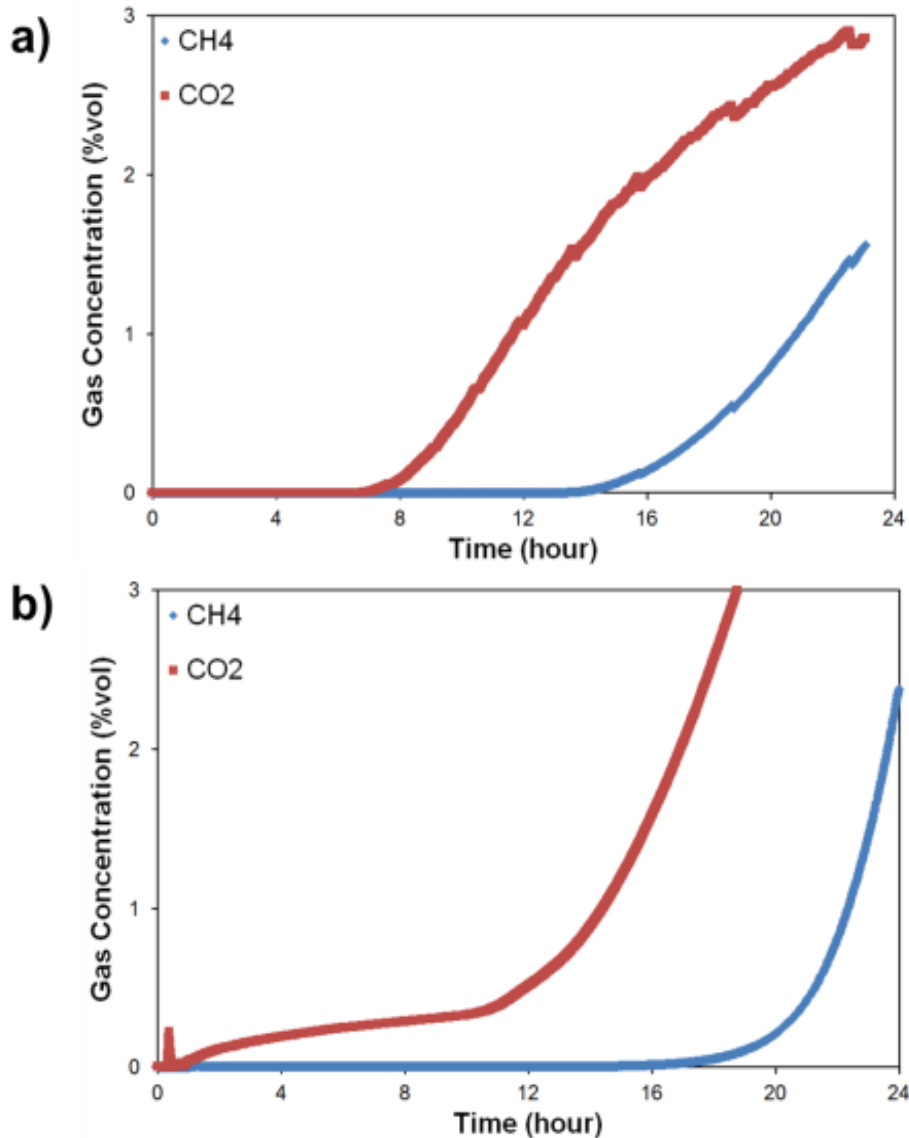 a)
CH4
CO2
Gas Concentration (%vol)
3
2
1
0
0 4 8 12 16 20 24
Time (hour)
b)
CH4
CO2
Gas Concentration (%vol)
3
2
1
0
0 4 8 12 16 20 24
Time (hour)